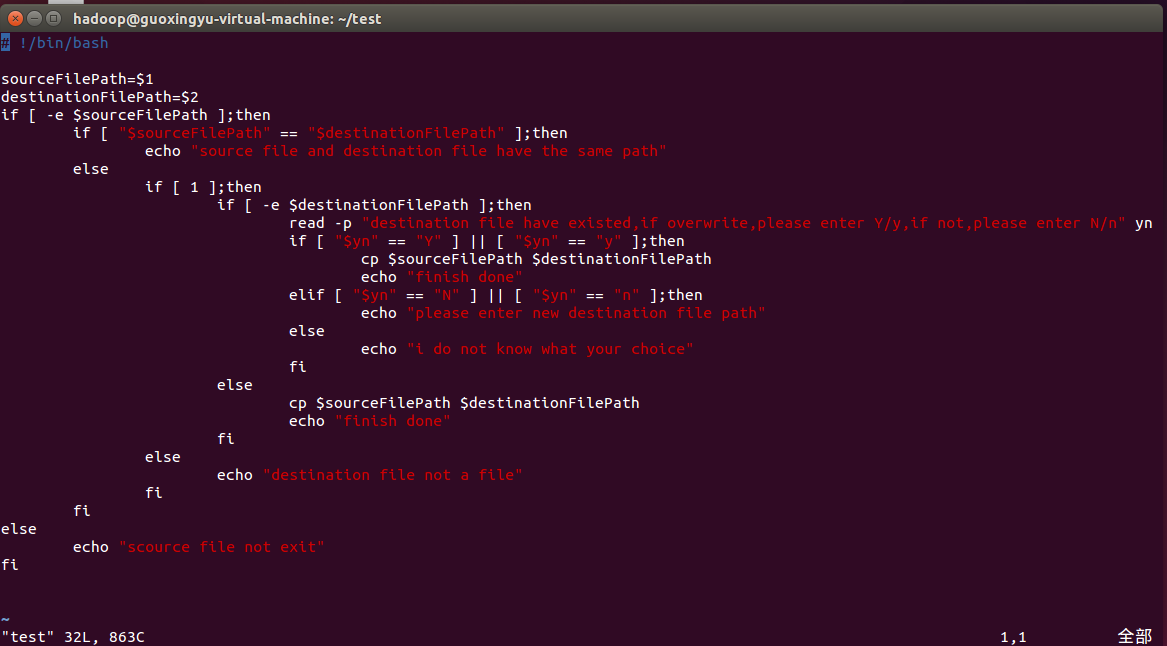 hadoop@guoxingyu-virtual-machine: ~/test
# !/bin/bash
sourceFilePath=$1
destinationFilePath=$2
if [ -e $sourceFilePath ];then
if [ "$sourceFilePath" == "$destinationFilePath" ];then
echo "source file and destination file have the same path"
else
if [ 1 ];then
if [ -e $destinationFilePath ];then
read -p "destination file have existed,if overwrite,please enter Y/y,if not,please enter N/n" yn
if [ "$yn" == "Y" ] || [ "$yn" == "y" ];then
cp $sourceFilePath $destinationFilePath
echo "finish done"
elif [ "$yn" == "N" ] || [ "$yn" == "n" ];then
echo "please enter new destination file path"
else
echo "i do not know what your choice"
fi
else
cp $sourceFilePath $destinationFilePath
echo "finish done"
fi
else
echo "destination file not a file"
fi
fi
else
echo "scource file not exit"
fi
~
"test" 32L, 863C 1,1 全部